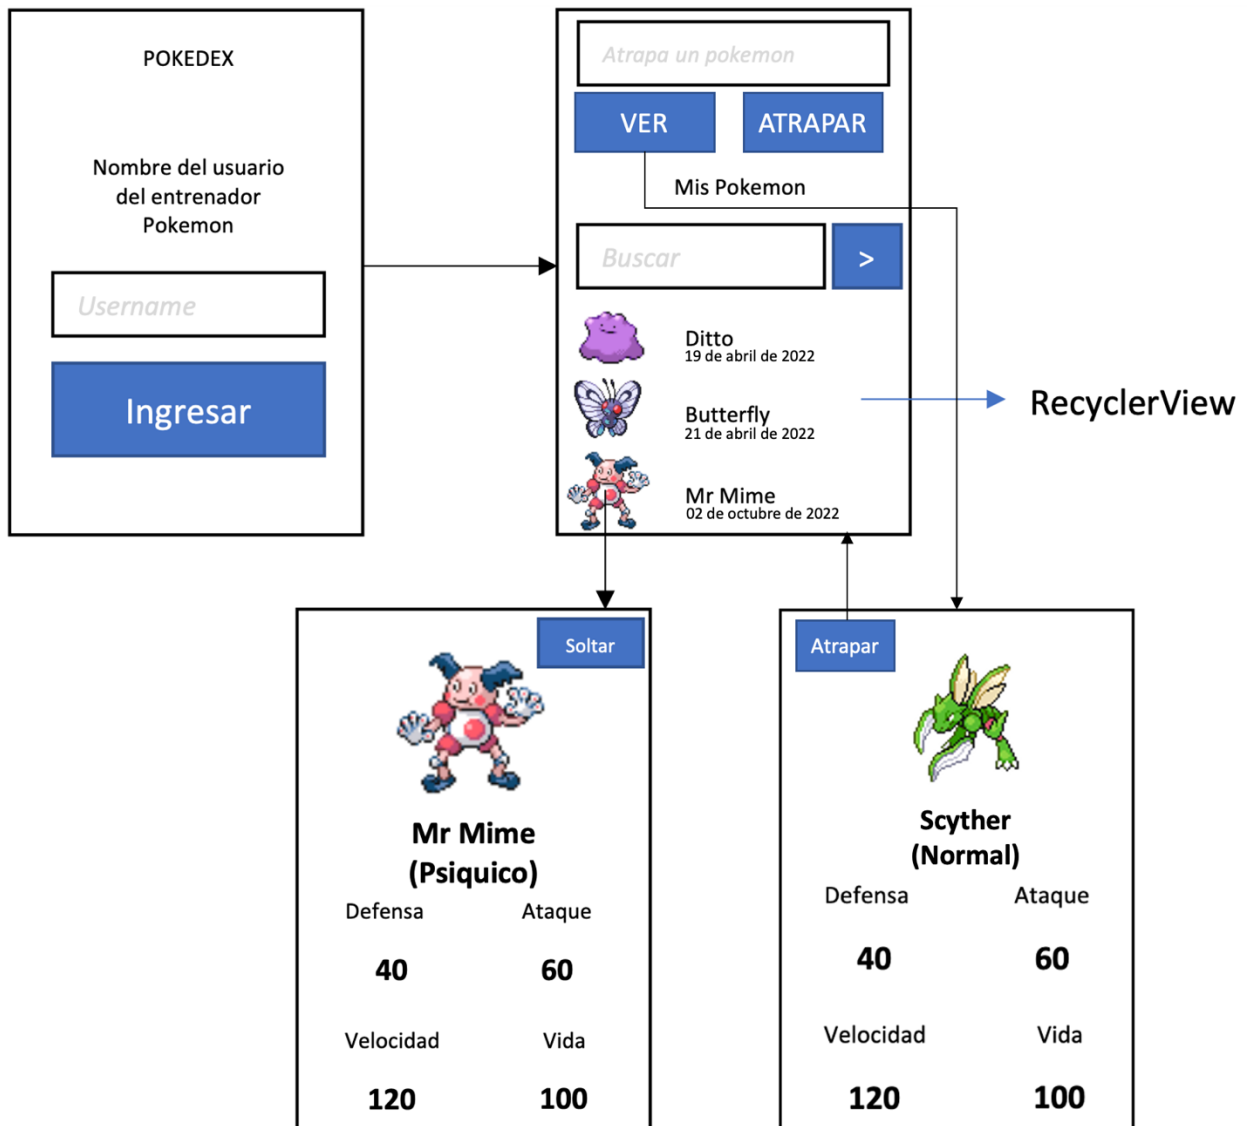 POKEDEX
Nombre del usuario
del entrenador
Pokemon
Username
Ingresar
Atrapa un pokemon
VER
ATRAPAR
Mis Pokemon
Buscar
>
Ditto
19 de abril de 2022
Butterfly
21 de abril de 2022
Mr Mime
02 de octubre de 2022
RecyclerView
Soltar
Mr Mime
(Psiquico)
Defensa Ataque
40 60
Velocidad Vida
120 100
Atrapar
Scyther
(Normal)
Defensa Ataque
40 60
Velocidad Vida
120 100